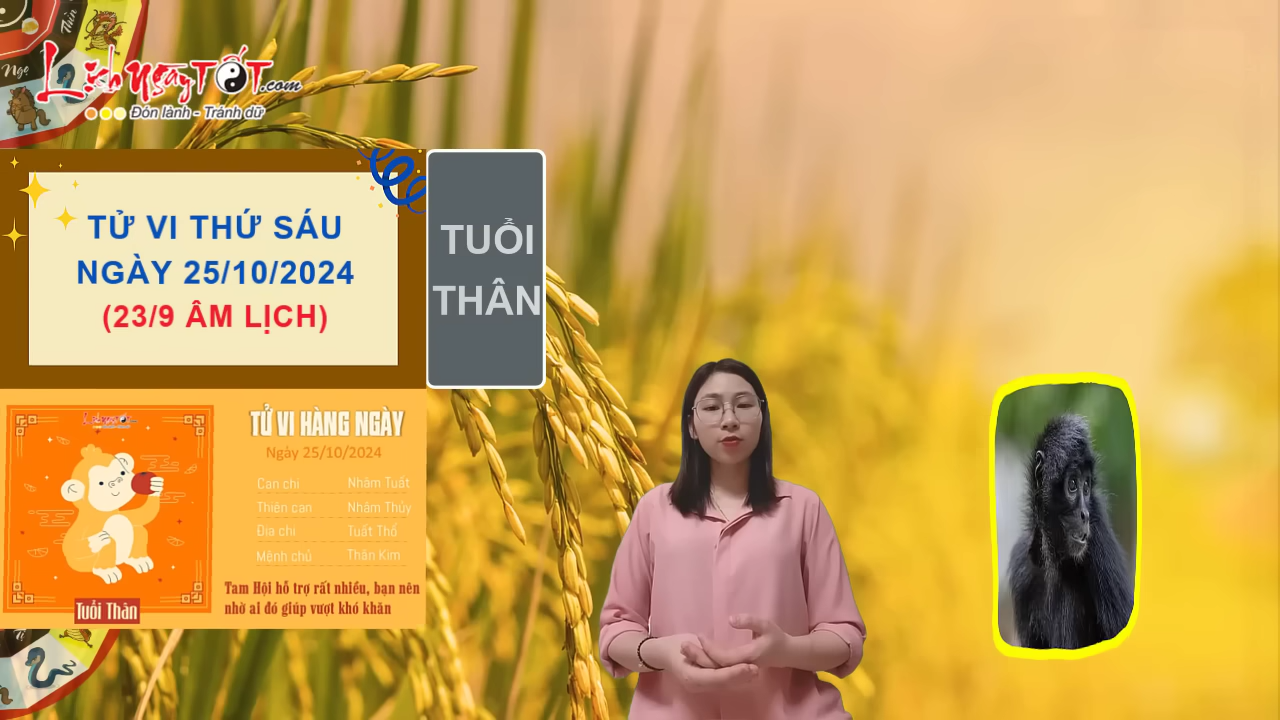 Thìn
Ngọ
Lịch Ngày TỐT.com
Đón lành - Tránh dữ
TỬ VI THỨ SÁU
NGÀY 25/10/2024
(23/9 ÂM LỊCH)
TUỔI
THÂN
TỬ VI HÀNG NGÀY
Ngày 25/10/2024
Can chi Nhâm Tuất
Thiên can Nhâm Thủy
Địa chi Tuất Thổ
Mệnh chủ Thân Kim
Tam Hội hỗ trợ rất nhiều, bạn nên
nhờ ai đó giúp vượt khó khăn
Tuổi Thân